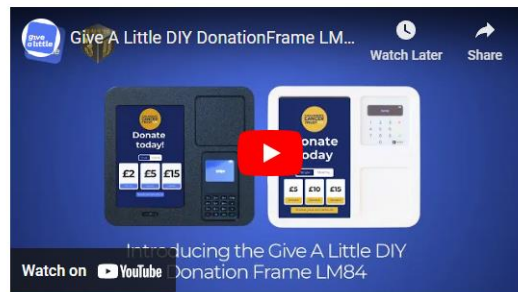 give
a little
Give A Little DIY DonationFrame LM...
Watch Later
Share
Donate
today!
£2
£5
£15
Donate
today
£5
£10
£15
Introducing the Give A Little DIY
Donation Frame LM84
Watch on
YouTube